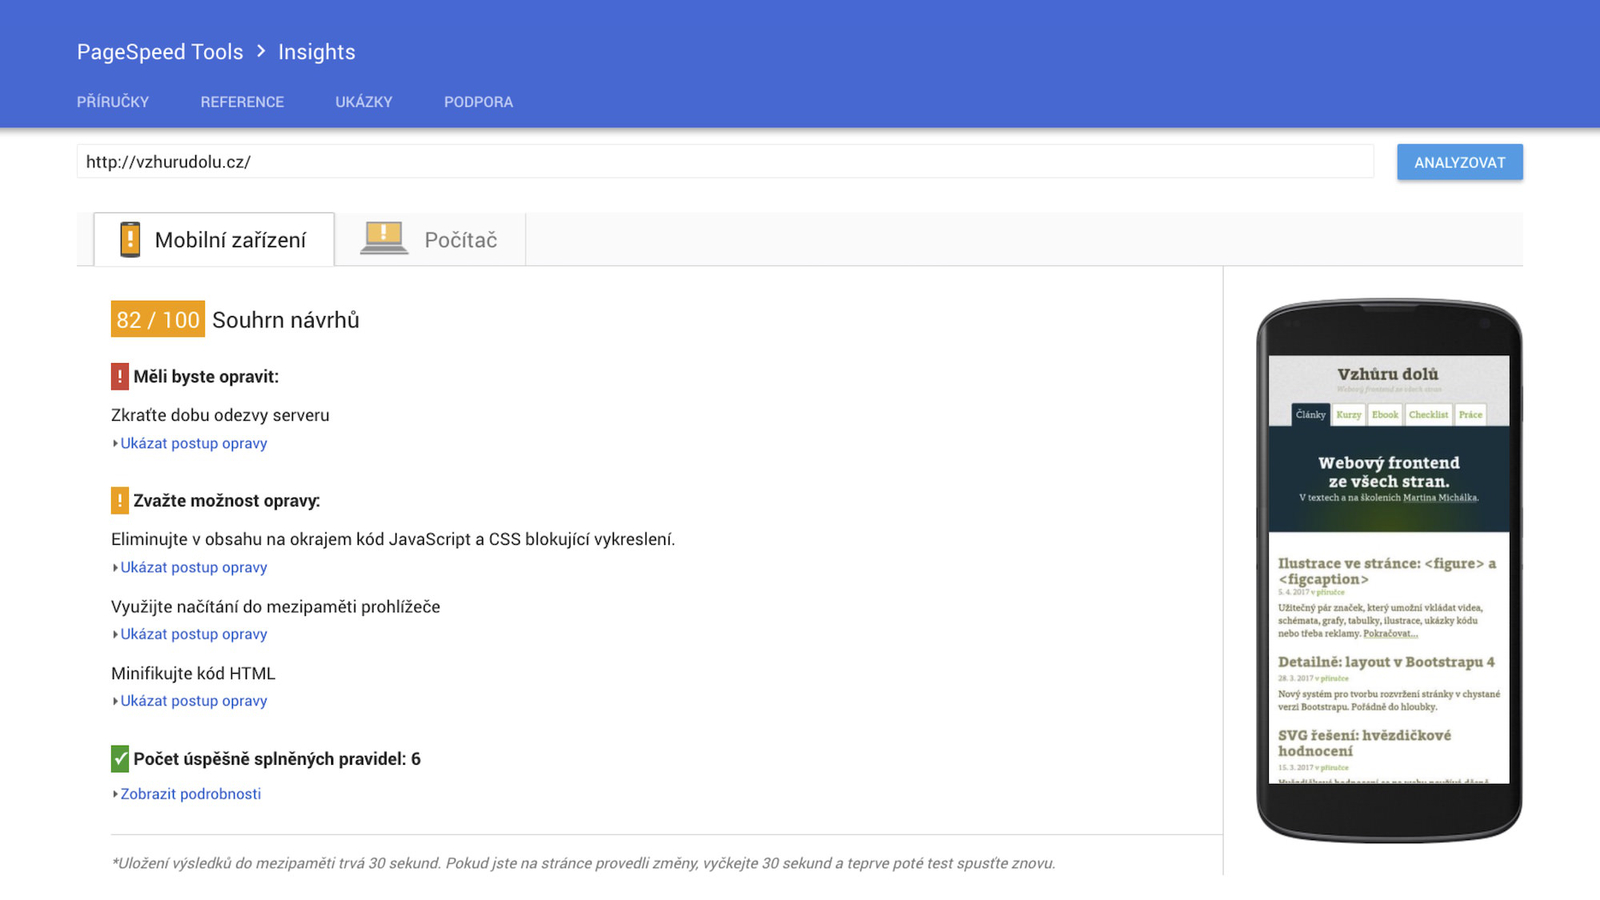 PageSpeed Tools > Insights
PŘÍRUČKY REFERENCE UKÁZKY PODPORA
http://vzhurudolu.cz/
ANALYZOVAT
Mobilní zařízení
Počítač
82 / 100 Souhrn návrhů
! Měli byste opravit:
Zkraťte dobu odezvy serveru
Ukázat postup opravy
! Zvažte možnost opravy:
Eliminujte v obsahu na okrajem kód JavaScript a CSS blokující vykreslení.
Ukázat postup opravy
Využijte načítání do mezipaměti prohlížeče
Ukázat postup opravy
Minifikujte kód HTML
Ukázat postup opravy
Počet úspěšně splněných pravidel: 6
Zobrazit podrobnosti
*Uložení výsledků do mezipaměti trvá 30 sekund. Pokud jste na stránce provedli změny, vyčkejte 30 sekund a teprve poté test spusťte znovu.
Vzhůru dolů
Webový frontend ze všech stran
Články Kurzy Ebook Checklist Práce
Webový frontend
ze všech stran.
V textech a na školeních Martina Michálka.
Ilustrace ve stránce: <figure> a
<figcaption>
5. 4. 2017 v příručce
Užitečný pár značek, který umožní vkládat videa,
schémata, grafy, tabulky, ilustrace, ukázky kódu
nebo třeba reklamy. Pokračovat...
Detailně: layout v Bootstrapu 4
28. 3. 2017 v příručce
Nový systém pro tvorbu rozvržení stránky v chystané
verzi Bootstrapu. Pořádně do hloubky.
SVG řešení: hvězdičkové
hodnocení
15. 3. 2017 v příručce